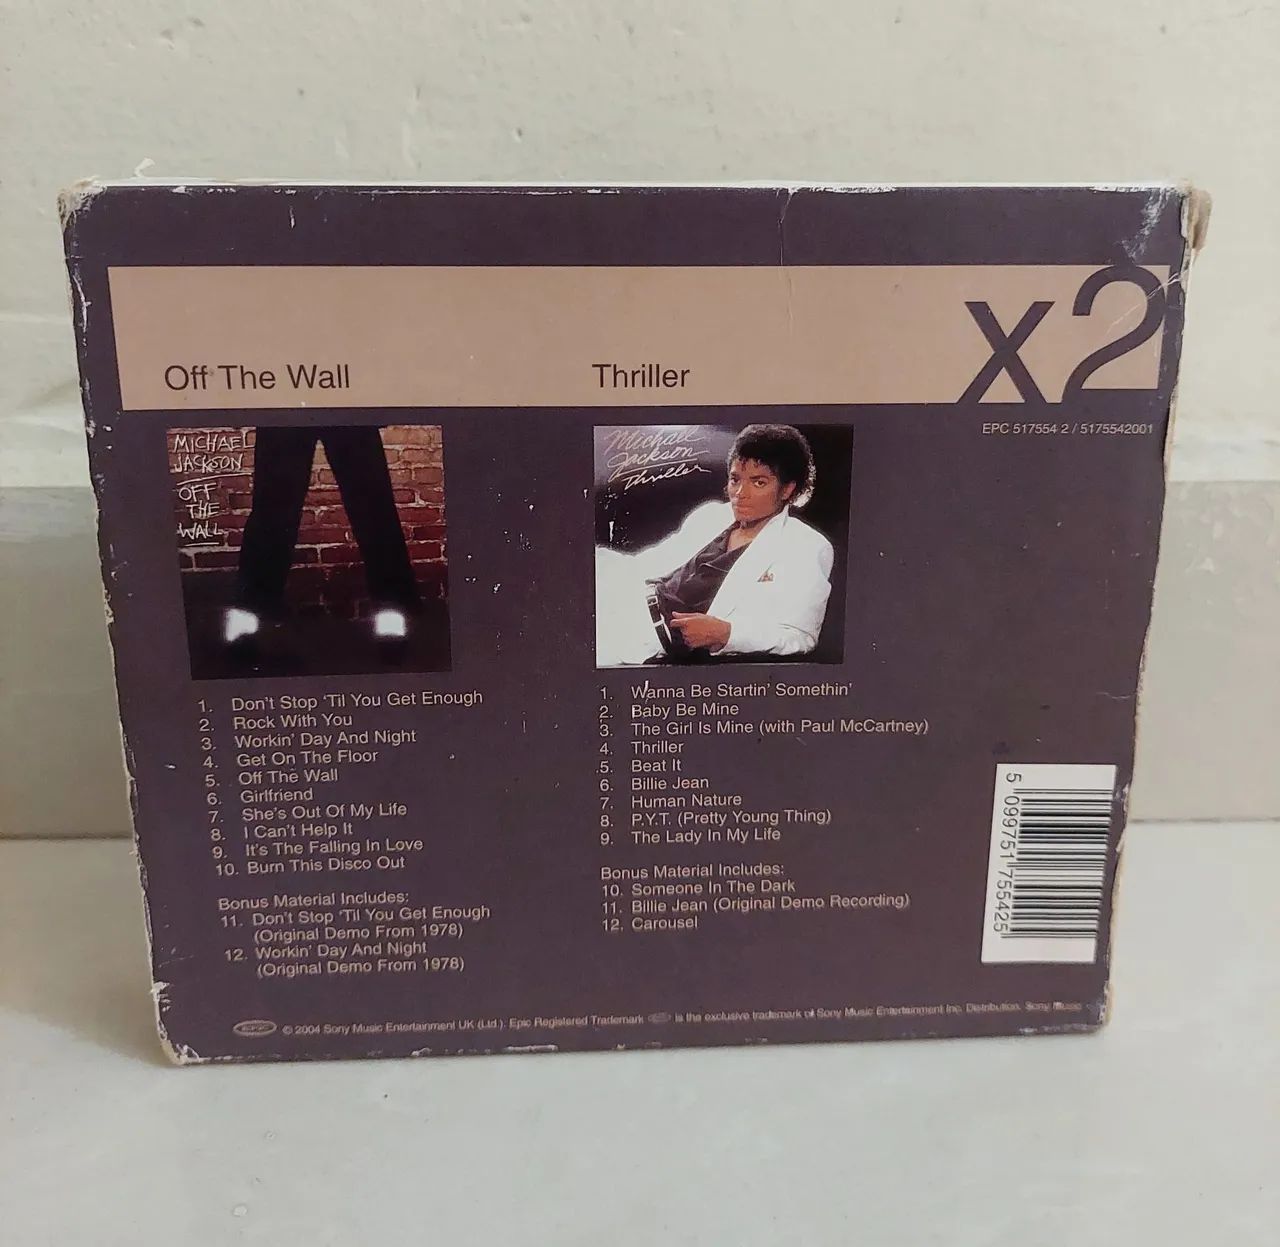 x2
Off The Wall
Thriller
EPC 517554 2 / 5175542001
MICHAEL
JACKSON
OFF
THE
WALL
1. Don't Stop 'Til You Get Enough
2. Rock With You
3. Workin' Day And Night
4. Get On The Floor
5. Off The Wall
6. Girlfriend
7. She's Out Of My Life
8. I Can't Help It
9. It's The Falling In Love
10. Burn This Disco Out
Bonus Material Includes:
11. Don't Stop 'Til You Get Enough
(Original Demo From 1978)
12. Workin' Day And Night
(Original Demo From 1978)
Michael
Jackson
Thriller
1. Wanna Be Startin' Somethin'
2. Baby Be Mine
3. The Girl Is Mine (with Paul McCartney)
4. Thriller
5. Beat It
6. Billie Jean
7. Human Nature
8. P.Y.T. (Pretty Young Thing)
9. The Lady In My Life
Bonus Material Includes:
10. Someone In The Dark
11. Billie Jean (Original Demo Recording)
12. Carousel
5 099751 755425
epic © 2004 Sony Music Entertainment UK (Ltd.). Epic Registered Trademark epic is the exclusive trademark of Sony Music Entertainment Inc. Distribution. Sony Music